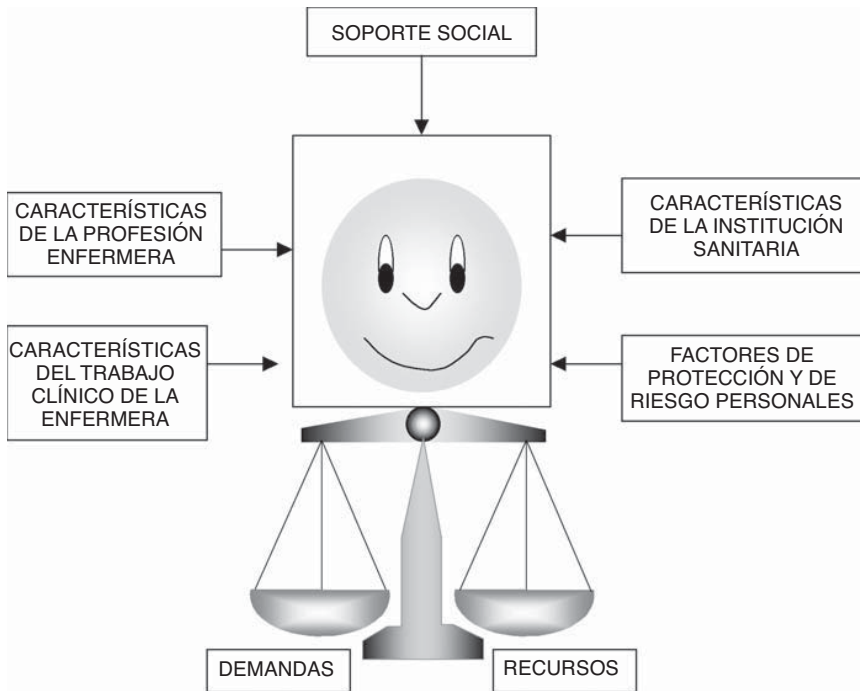 SOPORTE SOCIAL
CARACTERÍSTICAS
DE LA PROFESIÓN
ENFERMERA
CARACTERÍSTICAS
DE LA INSTITUCIÓN
SANITARIA
CARACTERÍSTICAS
DEL TRABAJO
CLÍNICO DE LA
ENFERMERA
FACTORES DE
PROTECCIÓN Y DE
RIESGO PERSONALES
DEMANDAS
RECURSOS